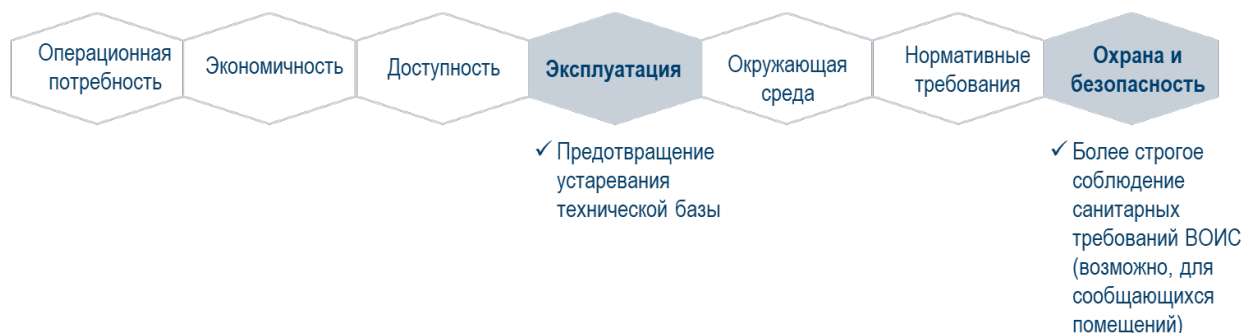 Операционная
потребность
Экономичность
Доступность
Эксплуатация
Окружающая
среда
Нормативные
требования
Охрана и
безопасность
✓ Предотвращение
устаревания
технической базы
✓ Более строгое
соблюдение
санитарных
требований ВОИС
(возможно, для
сообщающихся
помещений)